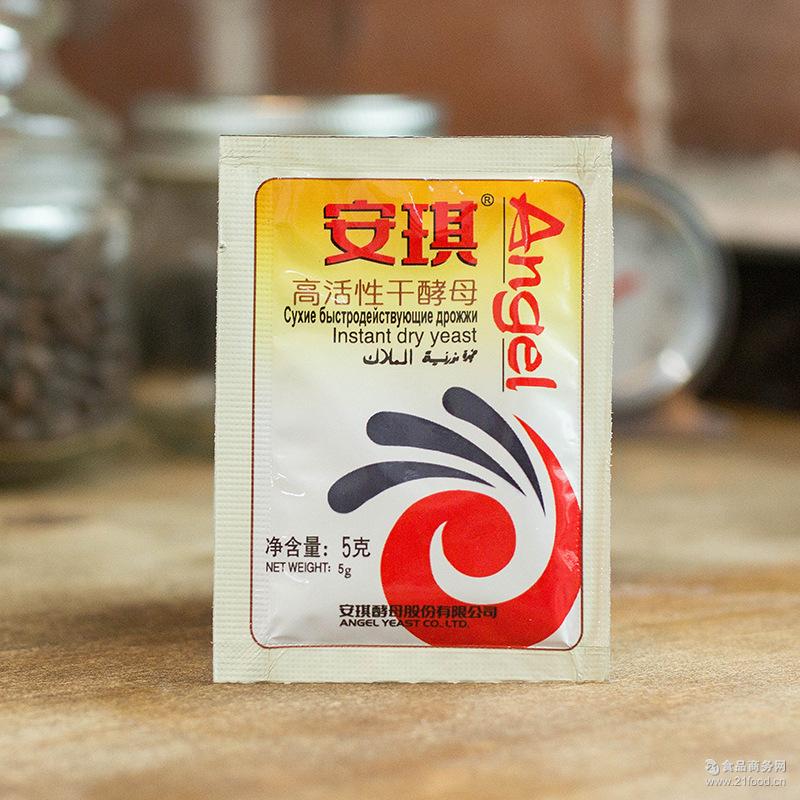 安琪®
Angel
高活性干酵母
Сухие быстродействующие дрожжи
Instant dry yeast
الملاك
净含量：5克
NET WEIGHT: 5g
安琪酵母股份有限公司
ANGEL YEAST CO., LTD.
食品商务网
www.21food.cn